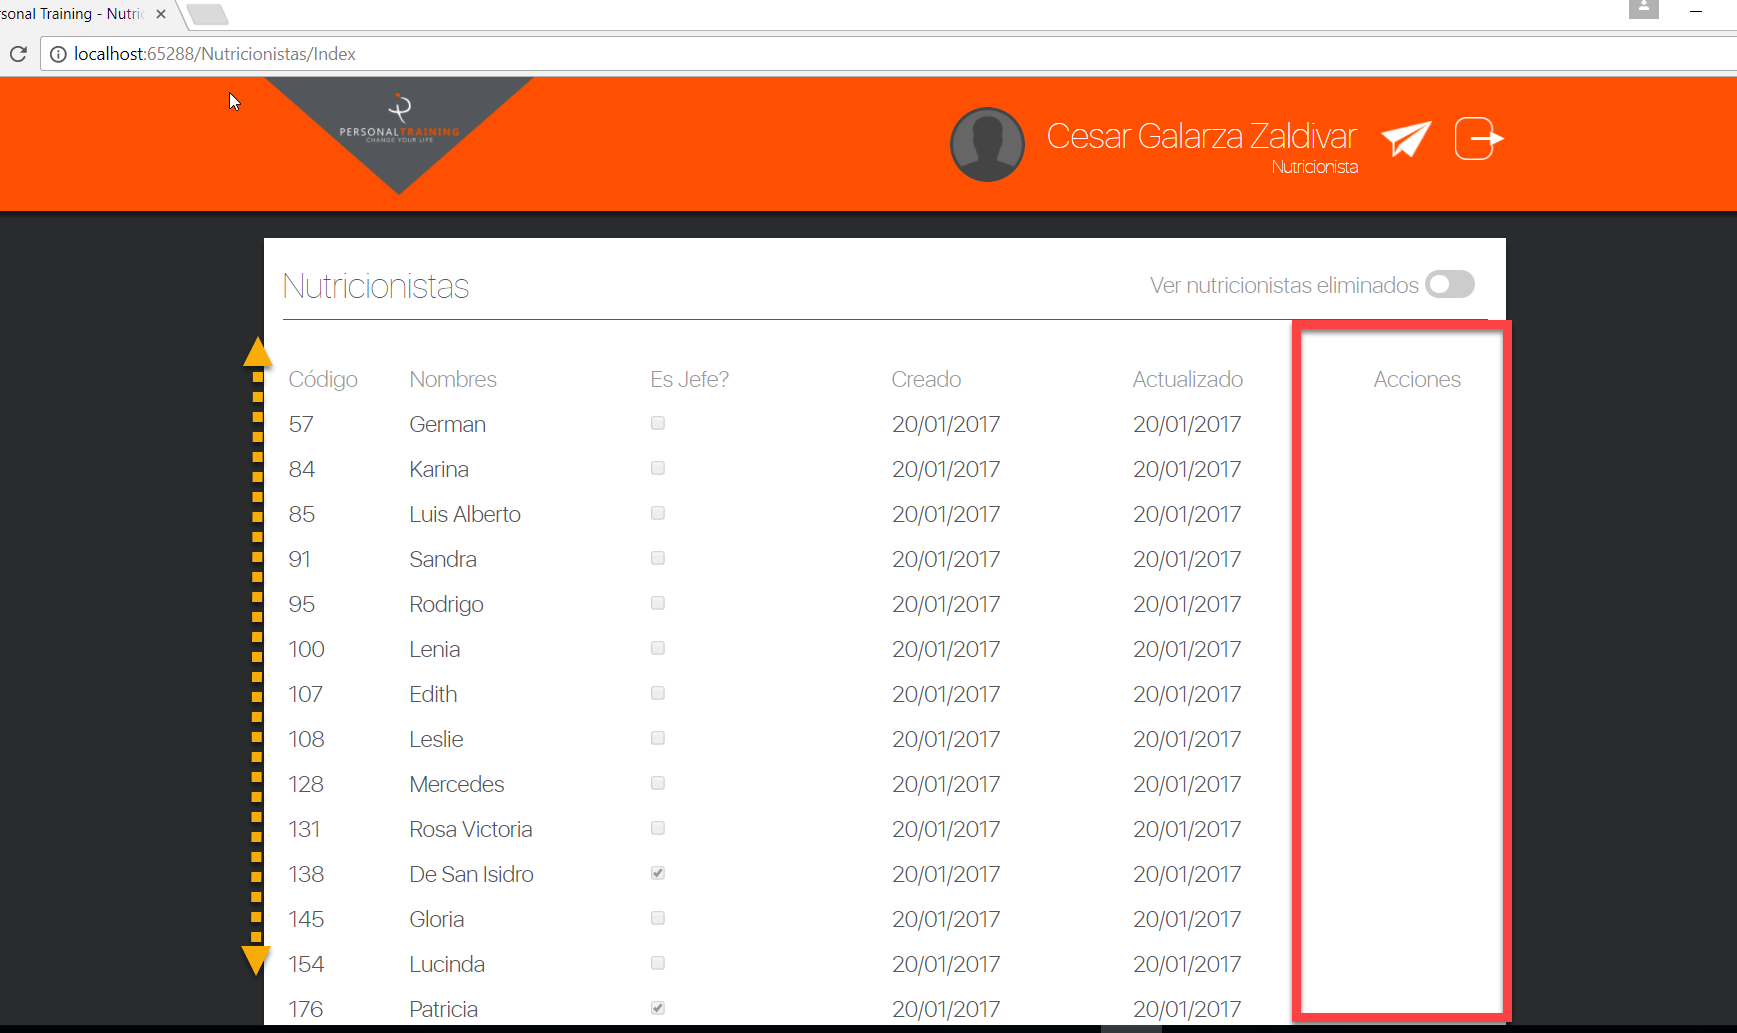 rsonal Training - Nutric
localhost:65288/Nutricionistas/Index
PERSONALTRAINING
CHANGE YOUR LIFE
Cesar Galarza Zaldivar
Nutricionista
Nutricionistas
Ver nutricionistas eliminados
Código Nombres Es Jefe? Creado Actualizado Acciones
57 German 20/01/2017 20/01/2017
84 Karina 20/01/2017 20/01/2017
85 Luis Alberto 20/01/2017 20/01/2017
91 Sandra 20/01/2017 20/01/2017
95 Rodrigo 20/01/2017 20/01/2017
100 Lenia 20/01/2017 20/01/2017
107 Edith 20/01/2017 20/01/2017
108 Leslie 20/01/2017 20/01/2017
128 Mercedes 20/01/2017 20/01/2017
131 Rosa Victoria 20/01/2017 20/01/2017
138 De San Isidro 20/01/2017 20/01/2017
145 Gloria 20/01/2017 20/01/2017
154 Lucinda 20/01/2017 20/01/2017
176 Patricia 20/01/2017 20/01/2017